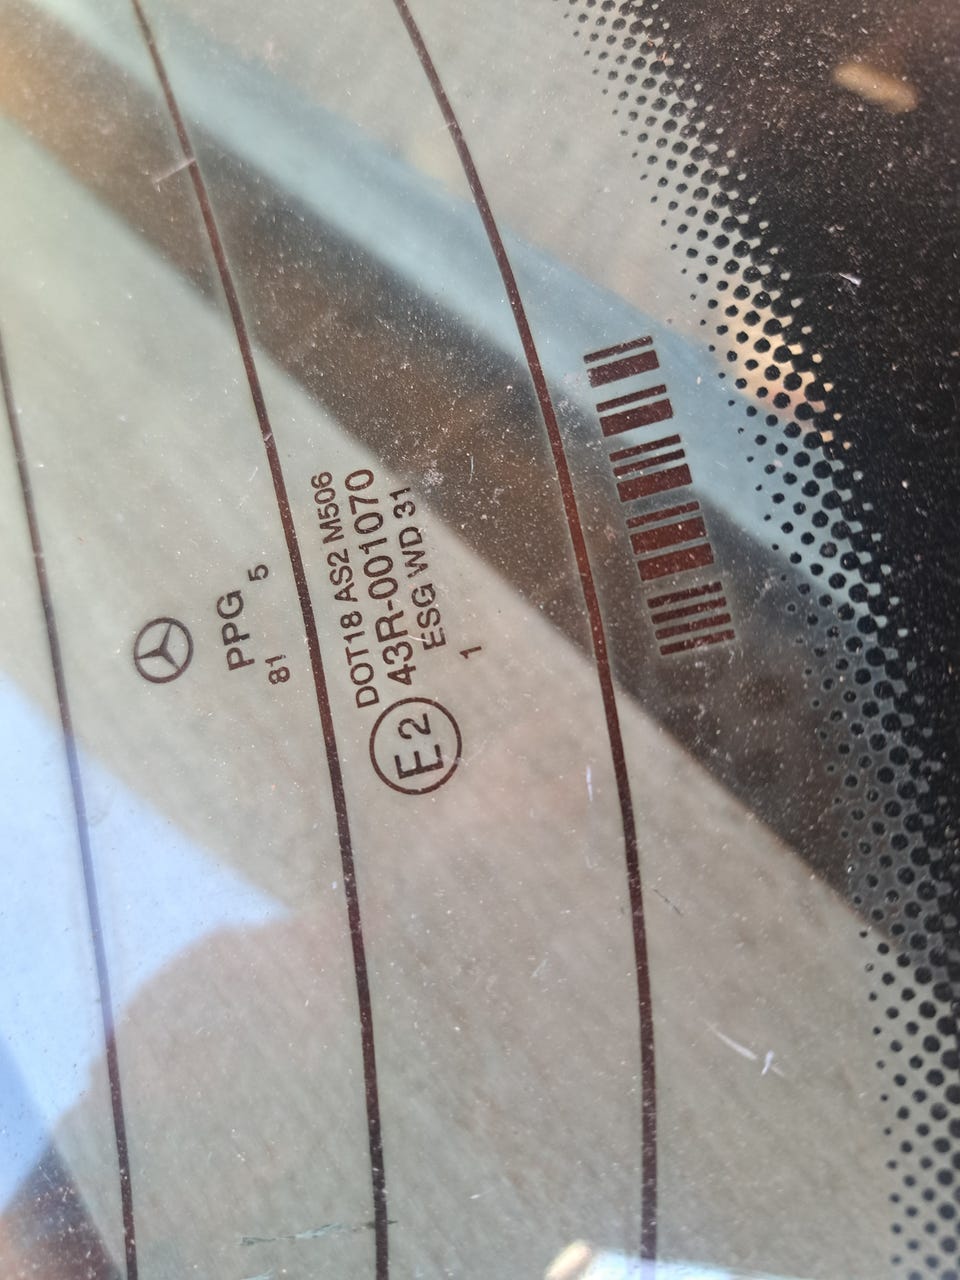 PPG
81 5
DOT18 AS2 M506
E2 43R-001070
ESG WD 31
1